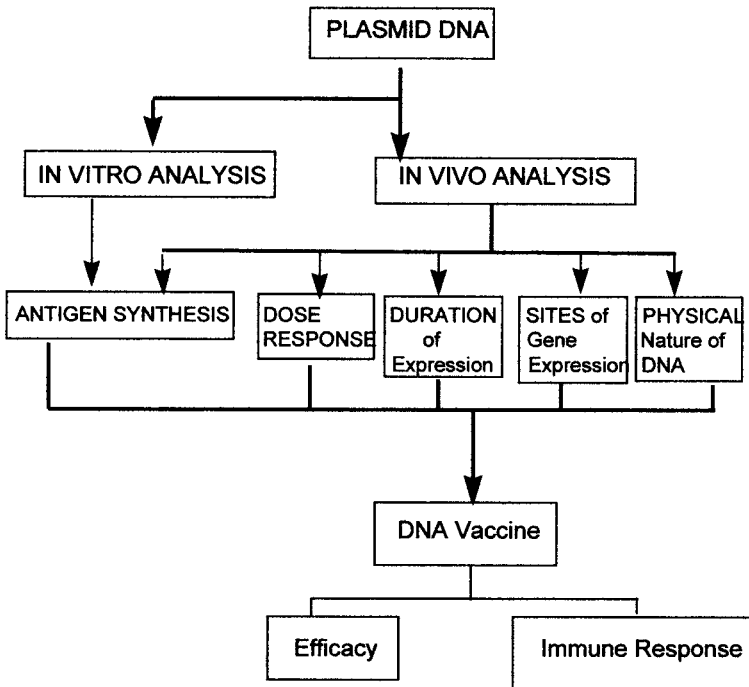 PLASMID DNA
IN VITRO ANALYSIS
IN VIVO ANALYSIS
ANTIGEN SYNTHESIS
DOSE
RESPONSE
DURATION
of
Expression
SITES of
Gene
Expression
PHYSICAL
Nature of
DNA
DNA Vaccine
Efficacy
Immune Response